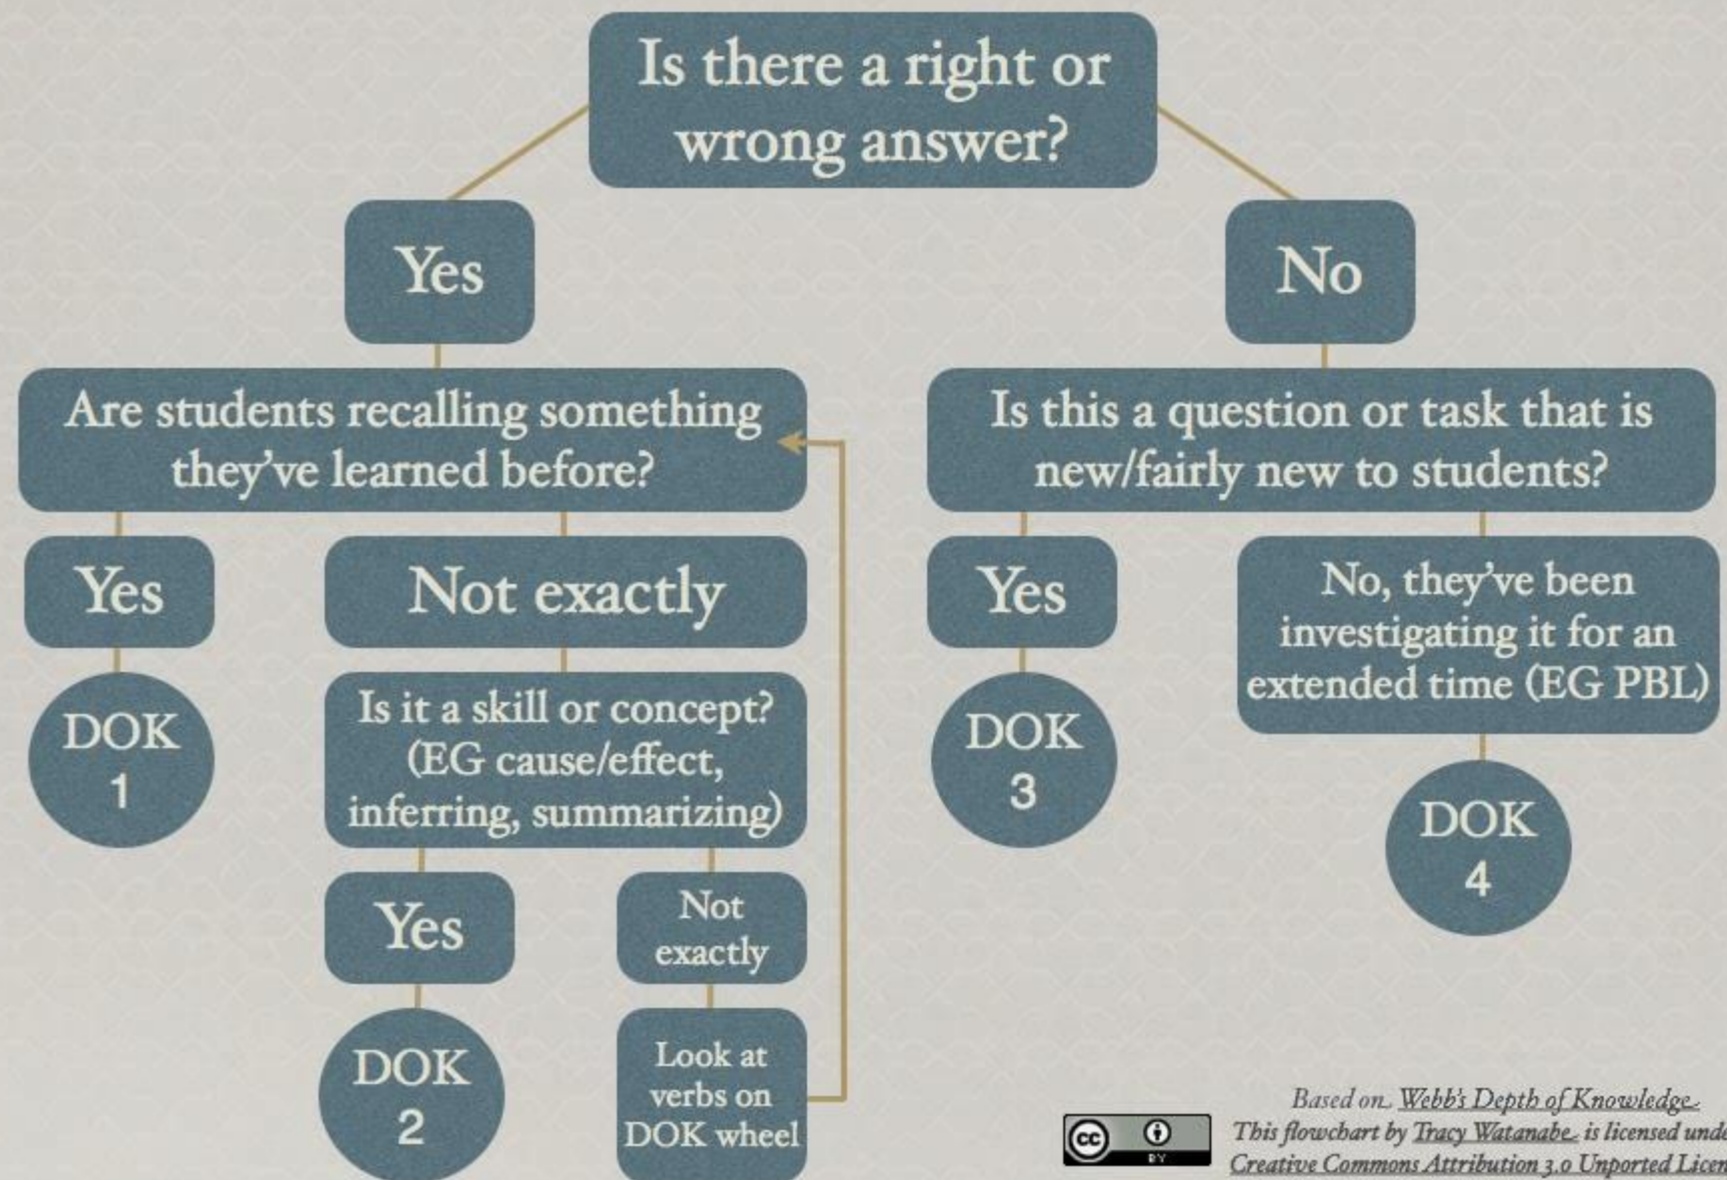 Is there a right or
wrong answer?
Yes
No
Are students recalling something
they've learned before?
Is this a question or task that is
new/fairly new to students?
Yes
Not exactly
Yes
No, they've been
investigating it for an
extended time (EG PBL)
DOK
1
Is it a skill or concept?
(EG cause/effect,
inferring, summarizing)
DOK
3
DOK
4
Yes
Not
exactly
DOK
2
Look at
verbs on
DOK wheel
Based on Webb's Depth of Knowledge
This flowchart by Tracy Watanabe is licensed unde
Creative Commons Attribution 3.0 Unported Licen
cc
BY